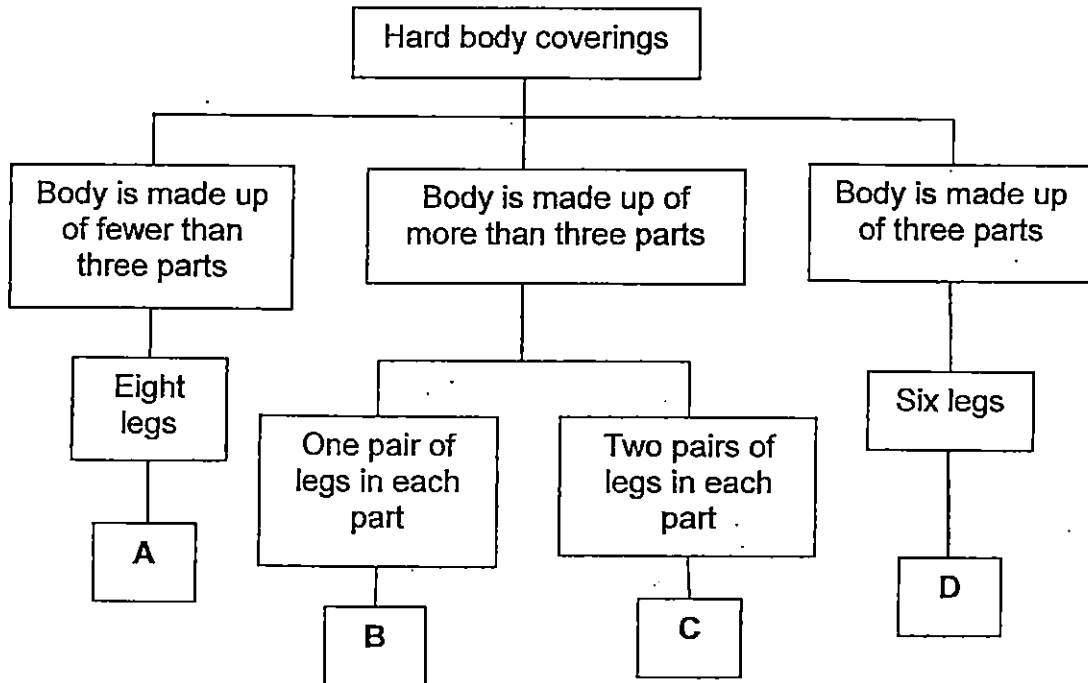 Hard body coverings
Body is made up
of fewer than
three parts
Body is made up of
more than three parts
Body is made up
of three parts
Eight
legs
One pair of
legs in each
part
Two pairs of
legs in each
part
Six legs
A
B
C
D